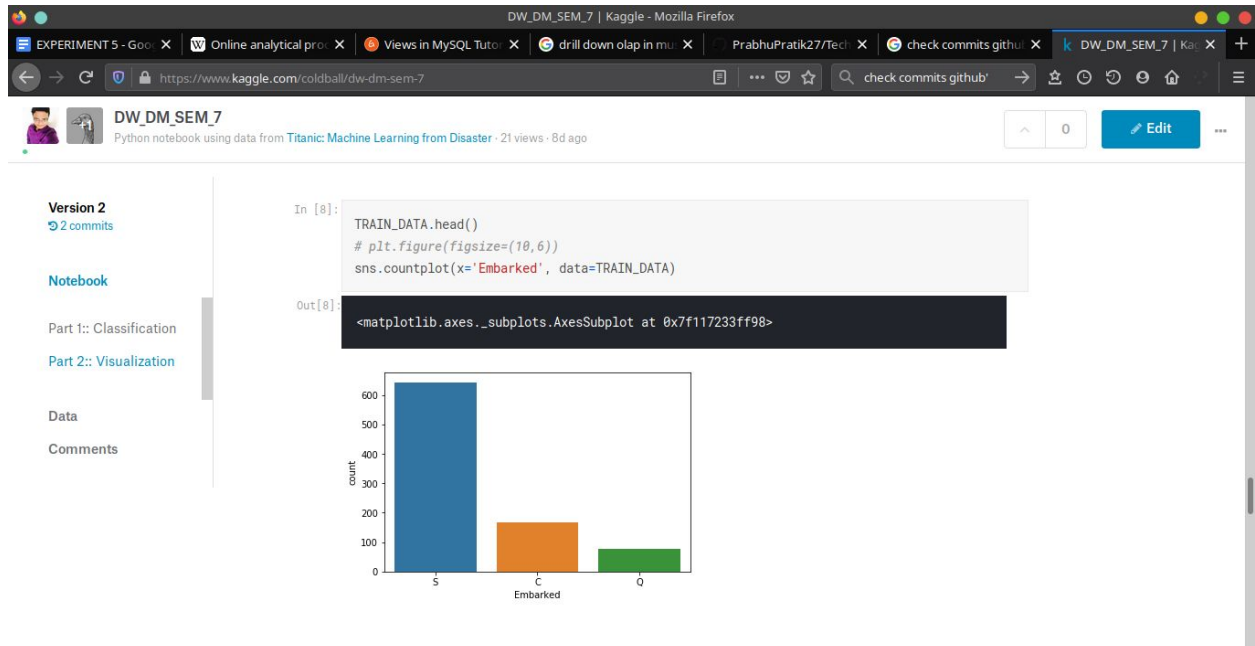 DW_DM_SEM_7 | Kaggle - Mozilla Firefox
EXPERIMENT 5 - Goo X Online analytical proc X Views in MySQL Tutor X drill down olap in mu X PrabhuPratik27/Tech X check commits githu X DW_DM_SEM_7 | Kag X +
https://www.kaggle.com/coldball/dw-dm-sem-7 check commits github'
DW_DM_SEM_7
Python notebook using data from Titanic: Machine Learning from Disaster · 21 views · 8d ago
0
Edit
Version 2
2 commits
Notebook
Part 1:: Classification
Part 2:: Visualization
Data
Comments
In [8]:
TRAIN_DATA.head()
# plt.figure(figsize=(10,6))
sns.countplot(x='Embarked', data=TRAIN_DATA)
Out[8]:
<matplotlib.axes._subplots.AxesSubplot at 0x7f117233ff98>
600
500
400
300
200
100
0
count
S C Q
Embarked